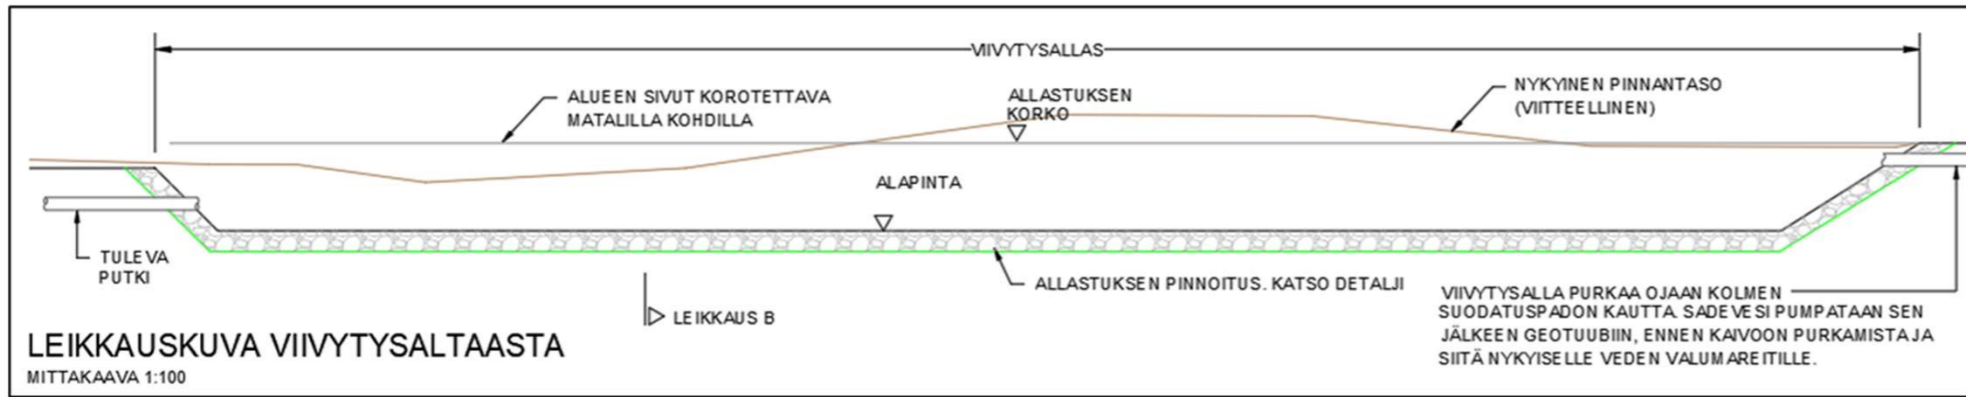 VIIVYTYSALLAS
ALUEEN SIVUT KOROTETTAVA
MATALILLA KOHDILLA
ALLASTUKSEN
KORKO
NYKYINEN PINNANTASO
(VIITTEELLINEN)
ALAPINTA
TULEVA
PUTKI
ALLASTUKSEN PINNOITUS. KATSO DETALJI
LEIKKAUS B
VIIVYTYSALLA PURKAA OJAAN KOLMEN
SUODATUSPADON KAUTTA. SADEVESI PUMPATAAN SEN
JÄLKEEN GEOTUUBIIN, ENNEN KAIVOON PURKAMISTA JA
SIITÄ NYKYISELLE VEDEN VALUMAREITILLE.
LEIKKAUSKUVA VIIVYTYSALTAASTA
MITTAKAAVA 1:100